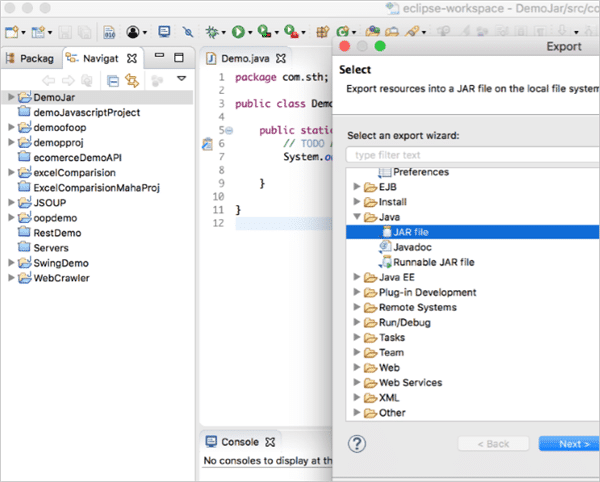 eclipse-workspace - DemoJar/src/co
Packag
Navigat
DemoJar
demoJavascriptProject
demoofoop
demopproj
ecomerceDemoAPI
excelComparision
ExcelComparisionMahaProj
JSOUP
oopdemo
RestDemo
Servers
SwingDemo
WebCrawler
Demo.java
1 package com.sth;
2
3 public class Demo
4
5 public static
6 // TODO A
7 System.o
8
9 }
10
11 }
12
Console
No consoles to display at th
Export
Select
Export resources into a JAR file on the local file system
Select an export wizard:
type filter text
Preferences
EJB
Install
Java
JAR file
Javadoc
Runnable JAR file
Java EE
Plug-in Development
Remote Systems
Run/Debug
Tasks
Team
Web
Web Services
XML
Other
?
< Back
Next >